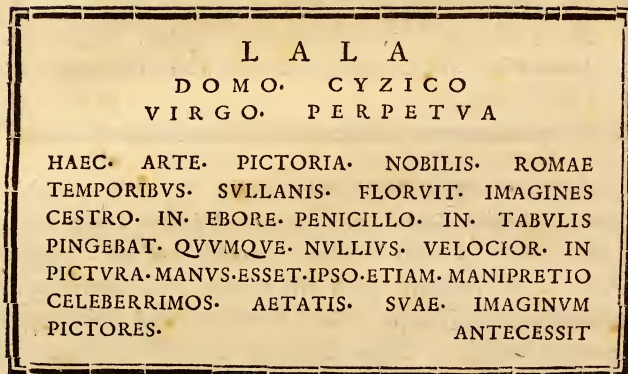 LALA
DOMO· CYZICO
VIRGO· PERPETVA
HAEC· ARTE· PICTORIA· NOBILIS· ROMAE
TEMPORIBVS· SVLLANIS· FLORVIT· IMAGINES
CESTRO· IN· EBORE· PENICILLO· IN· TABVLIS
PINGEBAT· QVVMQVE· NVLLIVS· VELOCIOR· IN
PICTVRA·MANVS·ESSET·IPSO·ETIAM·MANIPRETIO
CELEBERRIMOS· AETATIS· SVAE· IMAGINVM
PICTORES· ANTECESSIT